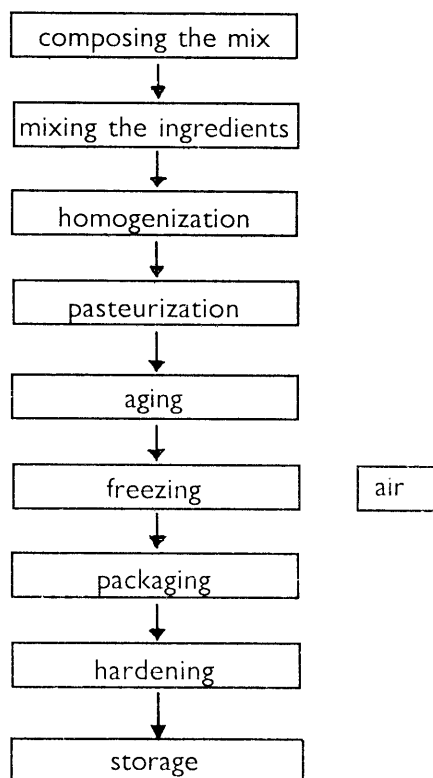 composing the mix
mixing the ingredients
homogenization
pasteurization
aging
freezing
air
packaging
hardening
storage